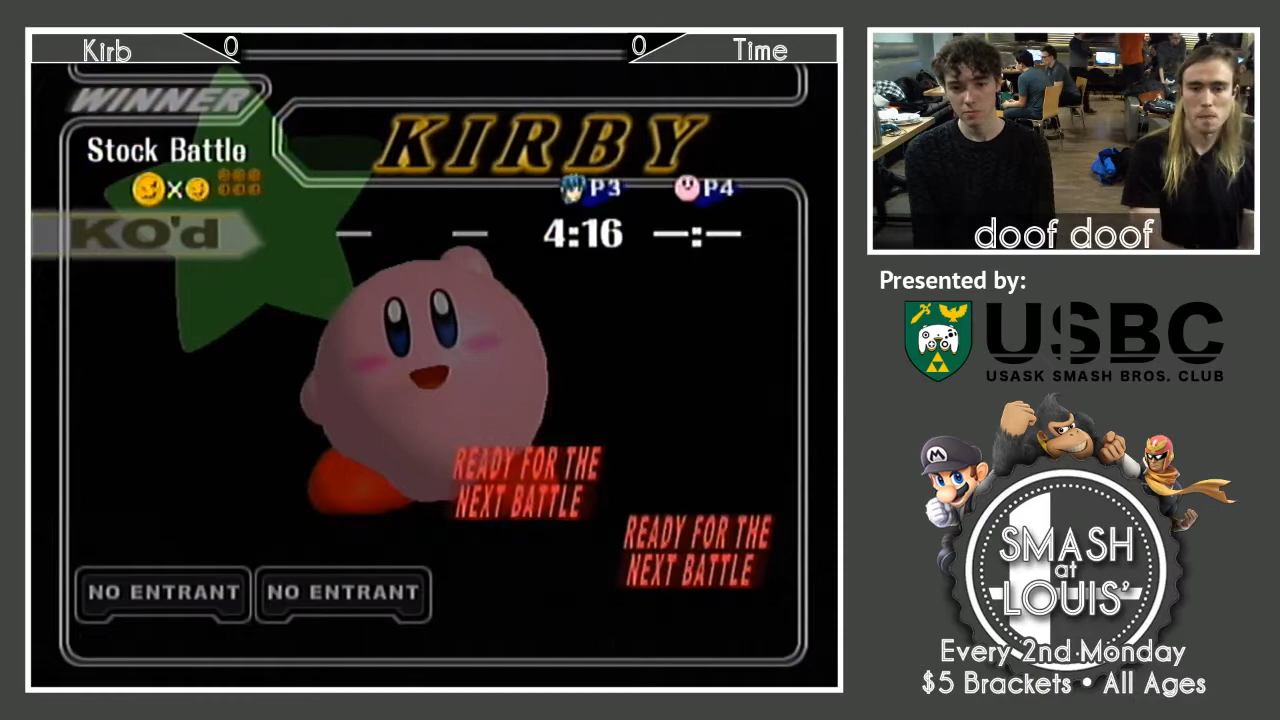 Kirb 0 0 Time
WINNER
Stock Battle
KIRBY
P3 P4
KO'd
4:16 —:—
READY FOR THE
NEXT BATTLE
READY FOR THE
NEXT BATTLE
NO ENTRANT NO ENTRANT
doof doof
Presented by:
USBC
USASK SMASH BROS. CLUB
M
SMASH
at
LOUIS'
Every 2nd Monday
$5 Brackets • All Ages